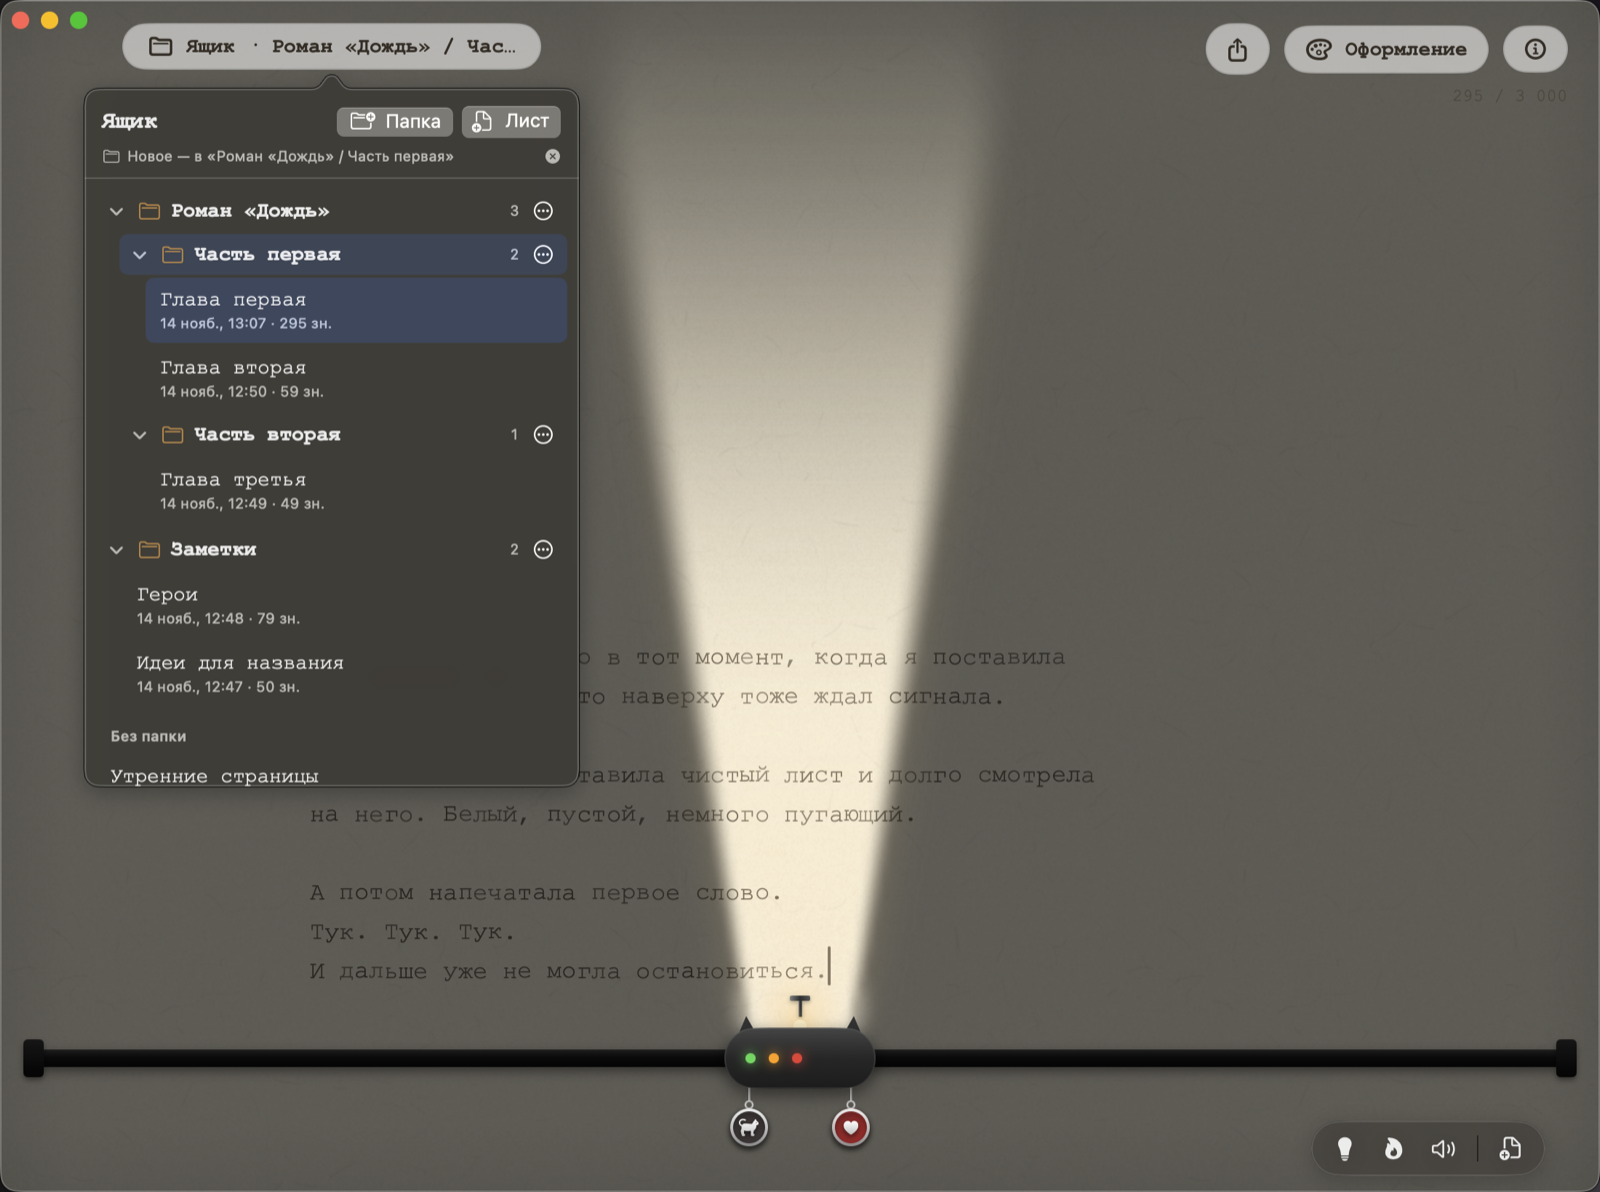 Ящик · Роман «Дождь» / Час...
Оформление
295 / 3 000
Ящик
Папка
Лист
Новое — в «Роман «Дождь» / Часть первая»
Роман «Дождь» 3
Часть первая 2
Глава первая
14 нояб., 13:07 · 295 зн.
Глава вторая
14 нояб., 12:50 · 59 зн.
Часть вторая 1
Глава третья
14 нояб., 12:49 · 49 зн.
Заметки 2
Герои
14 нояб., 12:48 · 79 зн.
Идеи для названия
14 нояб., 12:47 · 50 зн.
Без папки
Утренние страницы
в тот момент, когда я поставила
то наверху тоже ждал сигнала.
тавила чистый лист и долго смотрела
на него. Белый, пустой, немного пугающий.
А потом напечатала первое слово.
Тук. Тук. Тук.
И дальше уже не могла остановиться.